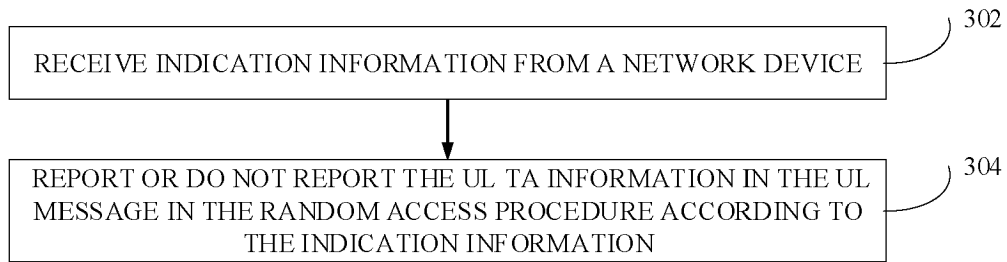 302
RECEIVE INDICATION INFORMATION FROM A NETWORK DEVICE
304
REPORT OR DO NOT REPORT THE UL TA INFORMATION IN THE UL
MESSAGE IN THE RANDOM ACCESS PROCEDURE ACCORDING TO
THE INDICATION INFORMATION